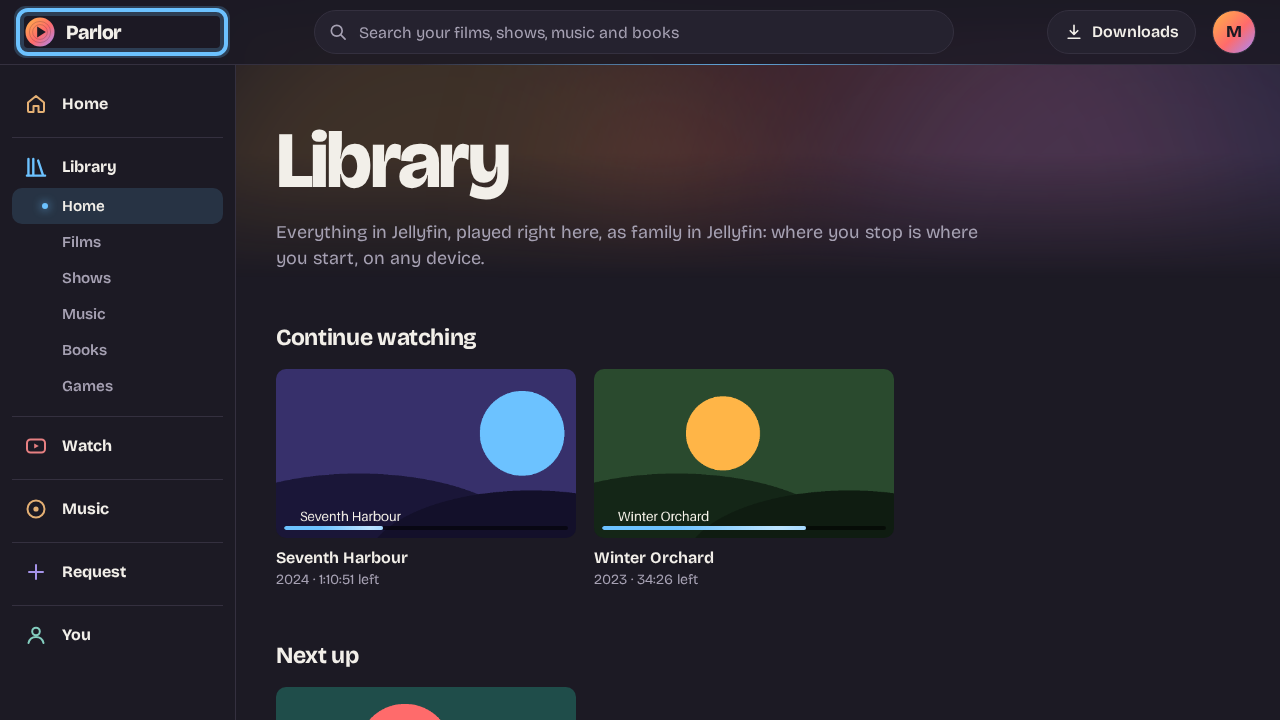 Parlor
Search your films, shows, music and books
Downloads
M
Home
Library
Home
Films
Shows
Music
Books
Games
Watch
Music
Request
You
Library
Everything in Jellyfin, played right here, as family in Jellyfin: where you stop is where
you start, on any device.
Continue watching
Seventh Harbour
Winter Orchard
Seventh Harbour
Winter Orchard
2024 · 1:10:51 left
2023 · 34:26 left
Next up